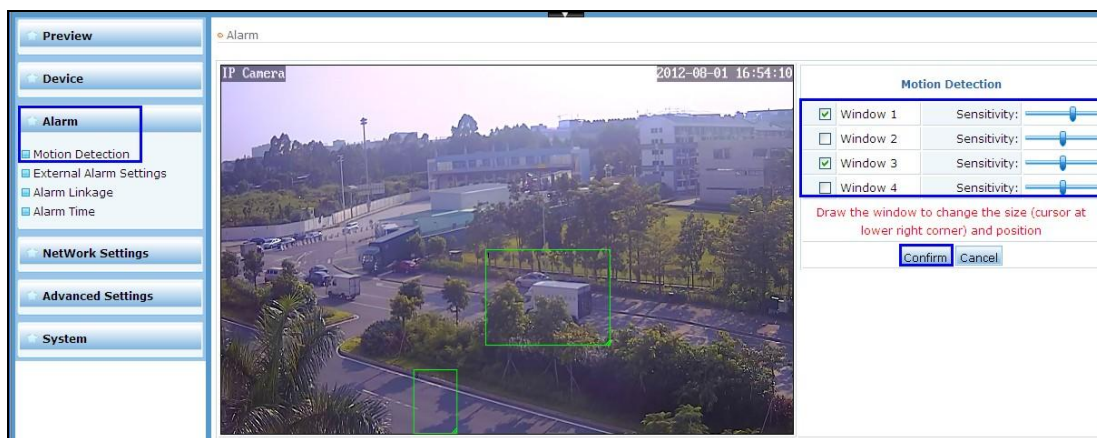 Preview
Device
Alarm
Motion Detection
External Alarm Settings
Alarm Linkage
Alarm Time
NetWork Settings
Advanced Settings
System
Alarm
IP Camera 2012-08-01 16:54:10
Motion Detection
Window 1 Sensitivity:
Window 2 Sensitivity:
Window 3 Sensitivity:
Window 4 Sensitivity:
Draw the window to change the size (cursor at
lower right corner) and position
Confirm Cancel